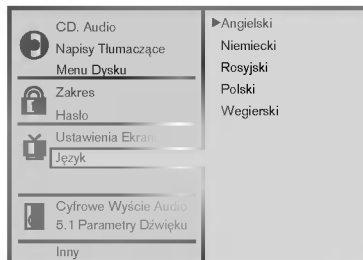 CD. Audio
Napisy Tłumaczące
Menu Dysku
Zakres
Hasło
Ustawienia Ekranu
Język
Cyfrowe Wyście Audio
5.1 Parametry Dźwięku
Inny
Angielski
Niemiecki
Rosyjski
Polski
Wegierski